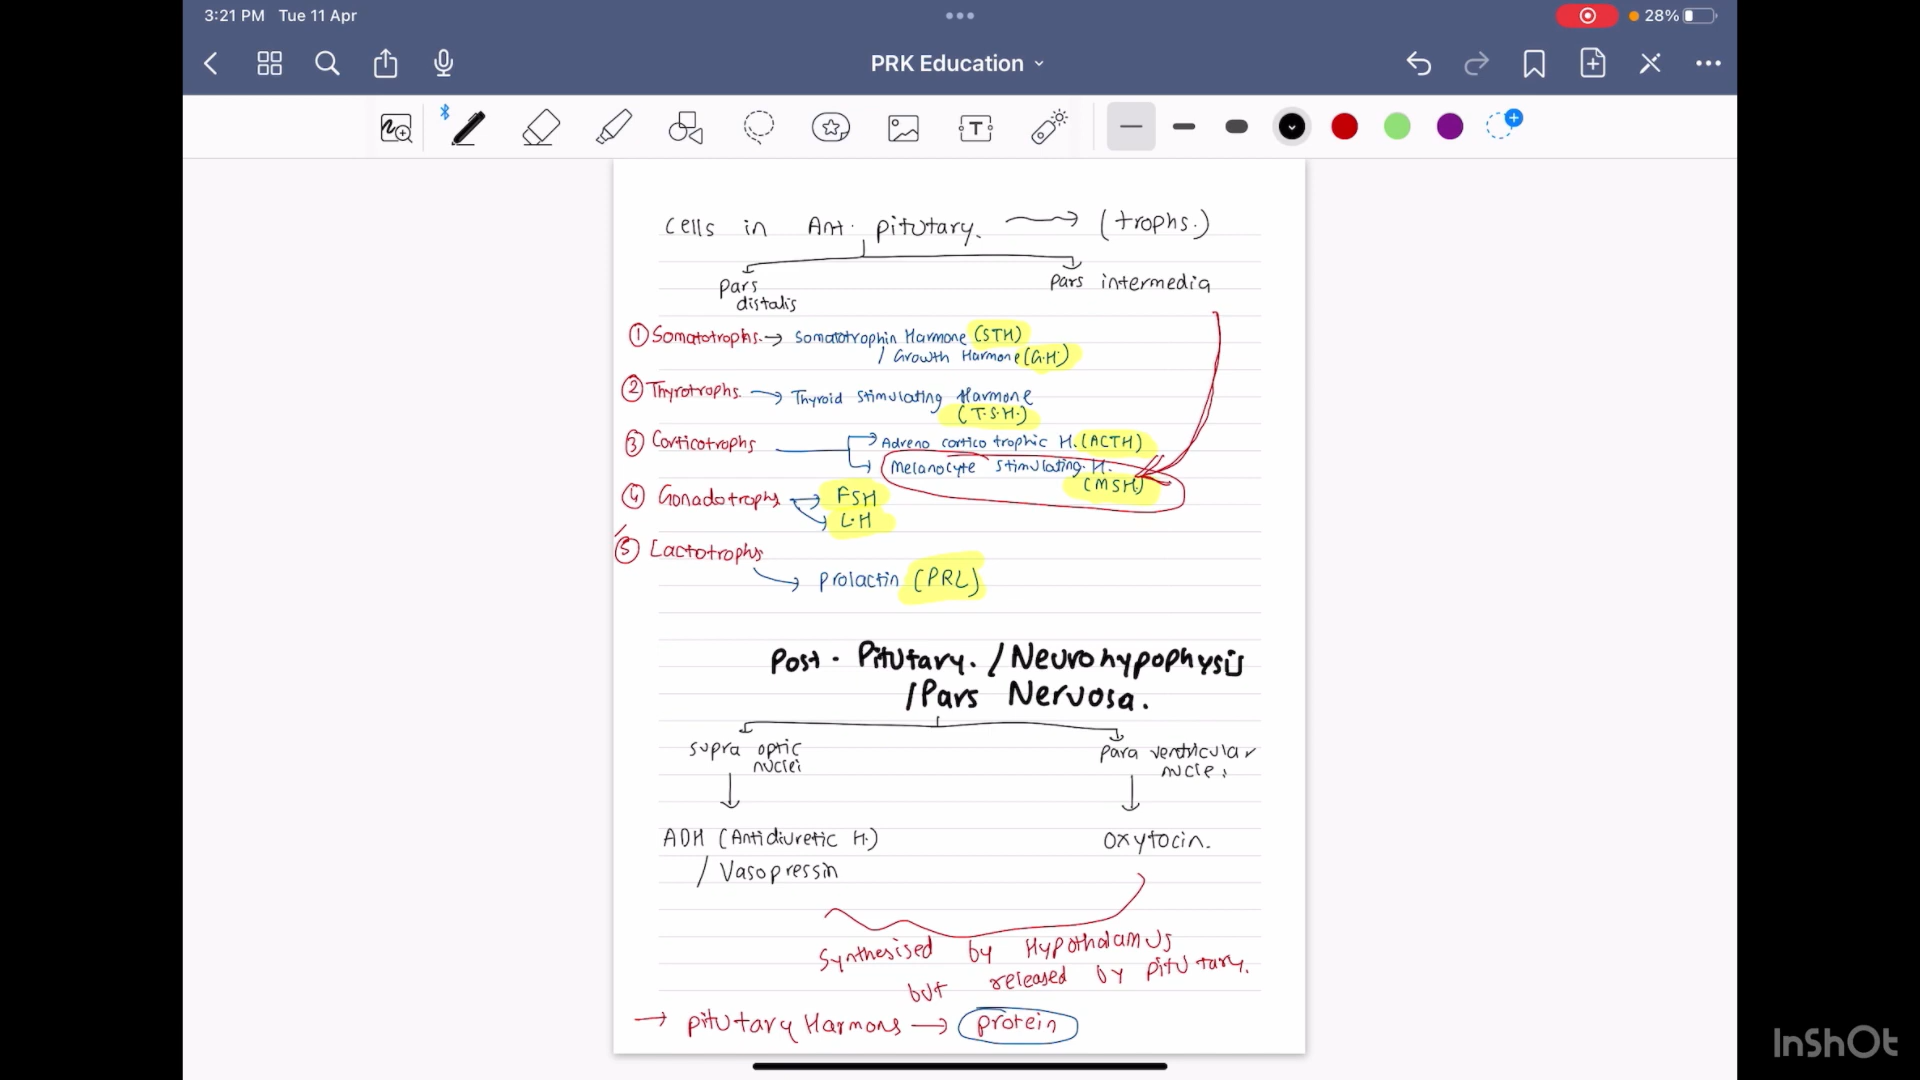 3:21 PM Tue 11 Apr
28%
PRK Education
T
Cells in Ant. pitutary. (trophs.)
Pars distalis
Pars intermedia
① Somatotrophs. → Somatotrophin Harmone (STH)
/ Growth Harmone (G.H.)
② Thyrotrophs. → Thyroid Stimulating Harmone
(T.S.H.)
③ Corticotrophs → Adreno cortico trophic H. (ACTH)
→ Melanocyte Stimulating. H.
(MSH)
④ Gonadotrophs → FSH
→ L.H
⑤ Lactotrophs
→ Prolactin (PRL)
Post. Pitutary. / Neurohypophysis
/ Pars Nervosa.
Supra optic
nuclei
Para ventricular
nuclei
ADH (Antidiuretic H.)
/ Vasopressin
Oxytocin.
Synthesised by Hypothalamus
but released by pitutary.
→ pitutary Harmons → protein
InShOt